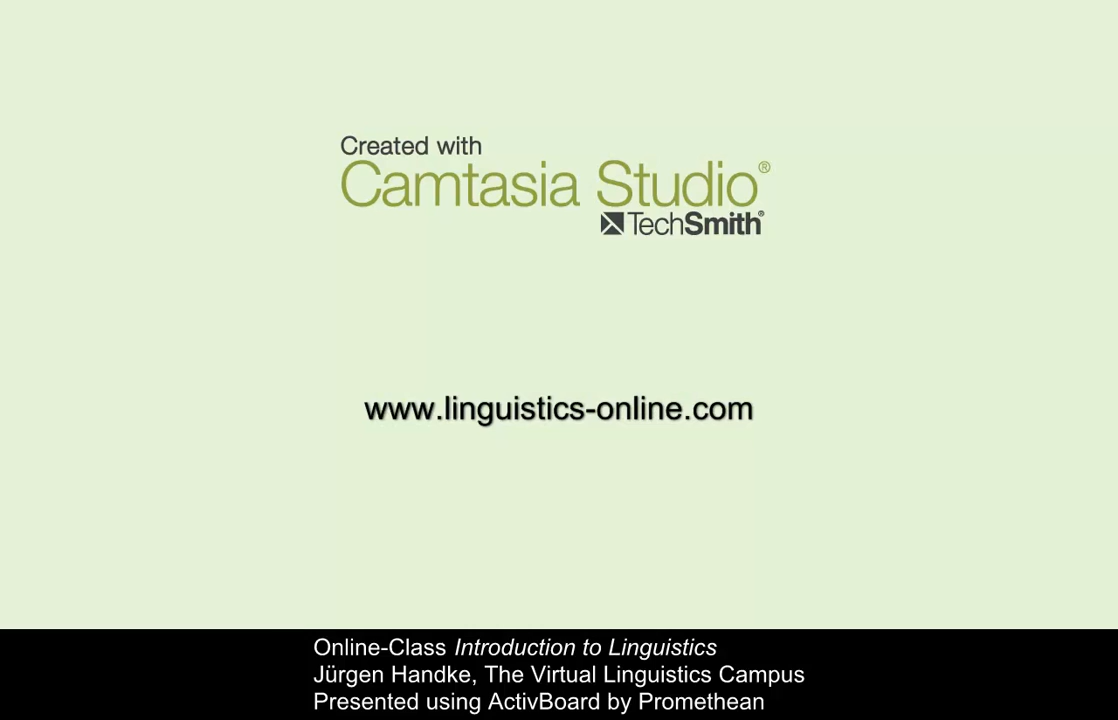 Created with
Camtasia Studio®
TechSmith®
www.linguistics-online.com
Online-Class Introduction to Linguistics
Jürgen Handke, The Virtual Linguistics Campus
Presented using ActivBoard by Promethean